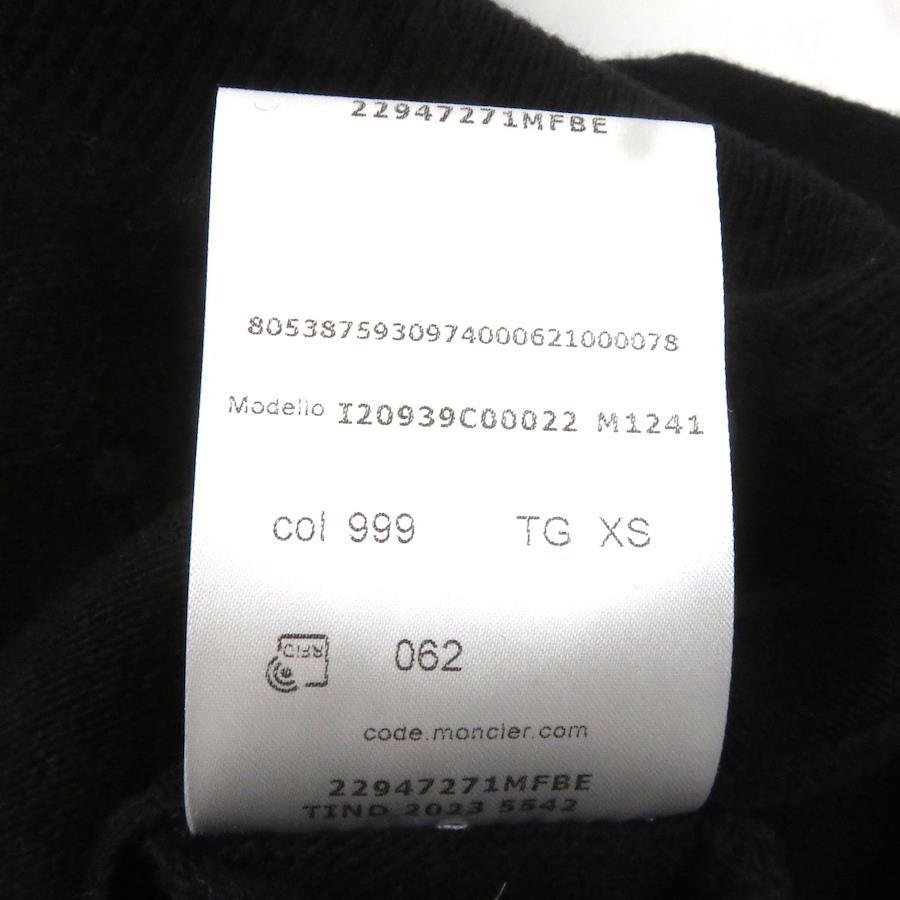 22947271MFBE
8053875930974000621000078
Modello I20939C00022 M1241
col 999 TG XS
RFID 062
code.moncler.com
22947271MFBE
TIND 2023 5542